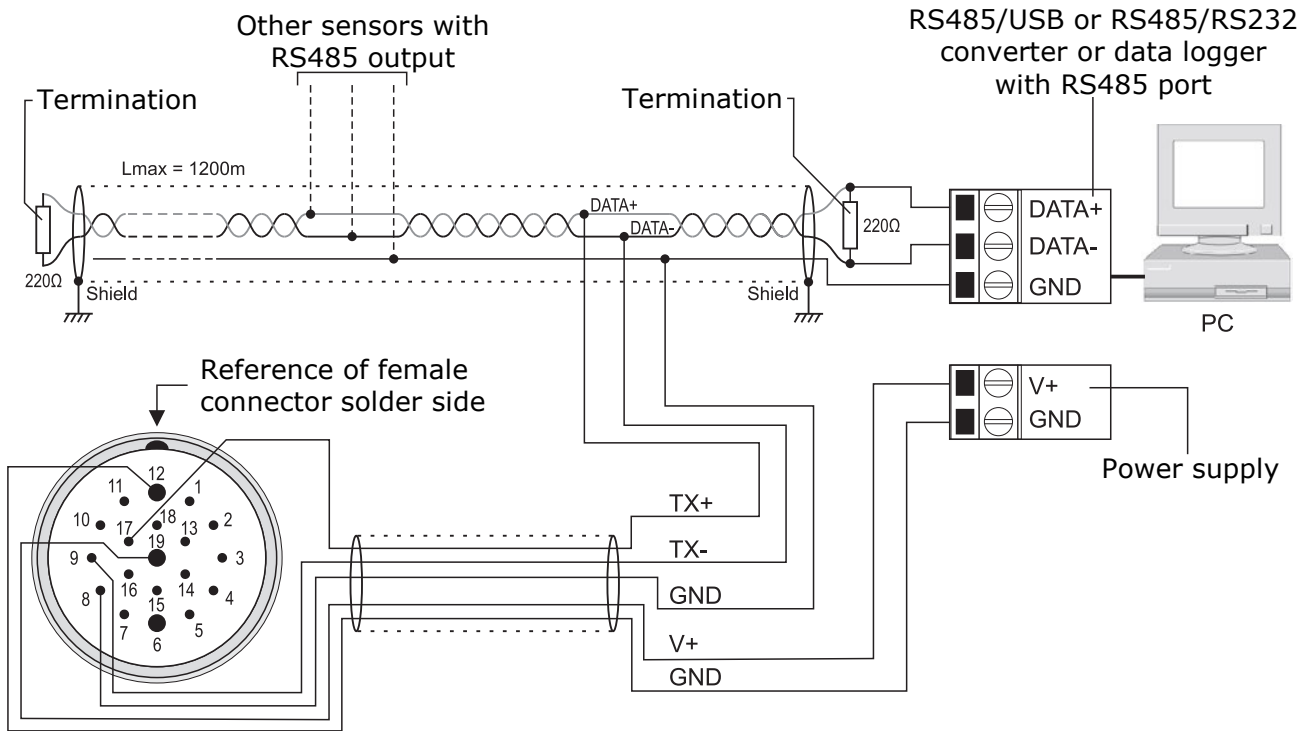 Other sensors with
RS485 output
RS485/USB or RS485/RS232
converter or data logger
with RS485 port
Termination
Termination
Lmax = 1200m
DATA+
DATA-
220Ω
220Ω
Shield
Shield
DATA+
DATA-
GND
PC
Reference of female
connector solder side
V+
GND
Power supply
12
11
1
10
17
18
13
2
9
19
3
8
16
15
14
4
7
6
5
TX+
TX-
GND
V+
GND